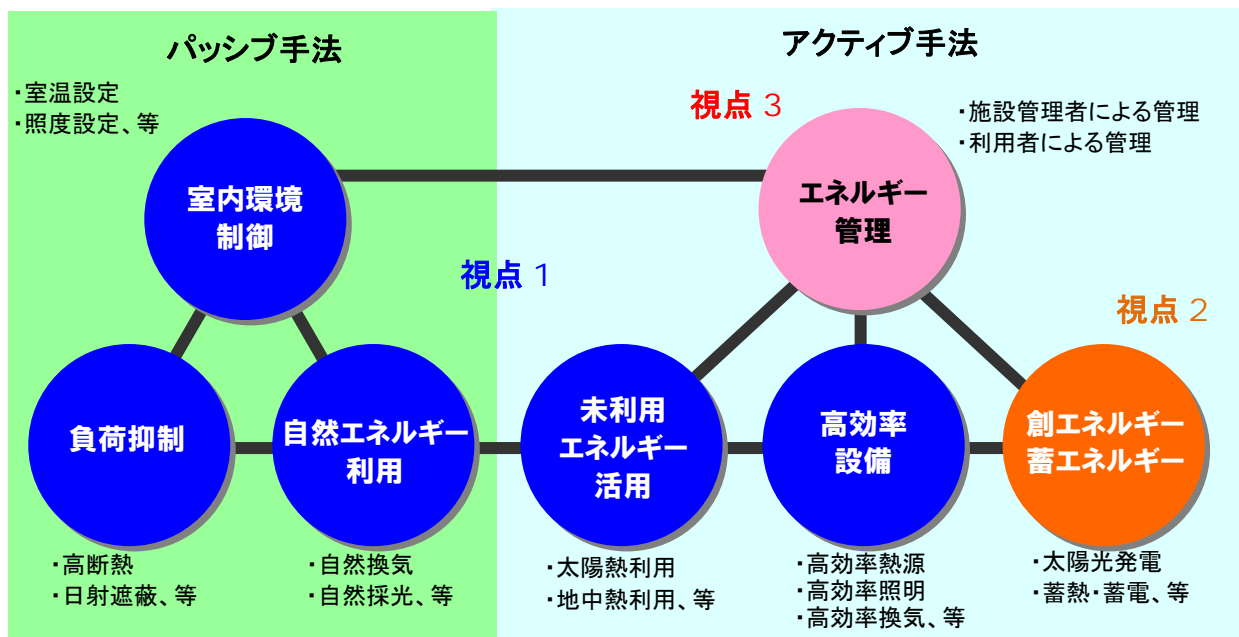 パッシブ手法
アクティブ手法
・室温設定
・照度設定、等
視点 3
・施設管理者による管理
・利用者による管理
室内環境
制御
エネルギー
管理
視点 1
視点 2
負荷抑制
自然エネルギー
利用
未利用
エネルギー
活用
高効率
設備
創エネルギー
蓄エネルギー
・高断熱
・日射遮蔽、等
・自然換気
・自然採光、等
・太陽熱利用
・地中熱利用、等
・高効率熱源
・高効率照明
・高効率換気、等
・太陽光発電
・蓄熱・蓄電、等